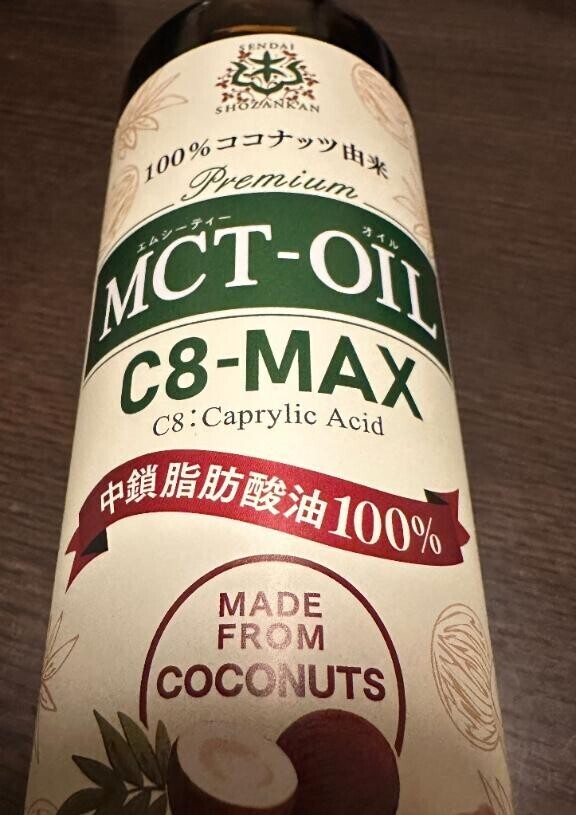 SENDAI
SHOZANKAN
100%ココナッツ由来
Premium
エムシーティー オイル
MCT-OIL
C8-MAX
C8:Caprylic Acid
中鎖脂肪酸油100%
MADE
FROM
COCONUTS